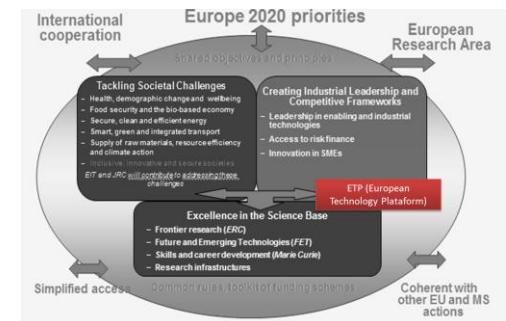 International
cooperation
Europe 2020 priorities
European
Research Area
Shared objectives and principles
Tackling Societal Challenges
– Health, demographic change and wellbeing
– Food security and the bio-based economy
– Secure, clean and efficient energy
– Smart, green and integrated transport
– Supply of raw materials, resource efficiency
and climate action
– Inclusive, innovative and secure societies
EIT and JRC will contribute to addressing these
challenges
Creating Industrial Leadership and
Competitive Frameworks
– Leadership in enabling and industrial
technologies
– Access to risk finance
– Innovation in SMEs
ETP (European
Technology Plataform)
Excellence in the Science Base
– Frontier research (ERC)
– Future and Emerging Technologies (FET)
– Skills and career development (Marie Curie)
– Research infrastructures
Simplified access
Common rules, toolkit of funding schemes
Coherent with
other EU and MS
actions